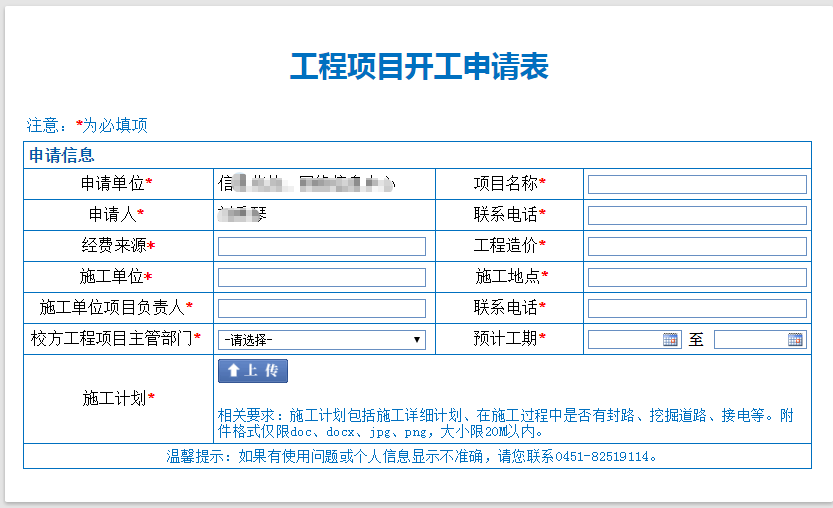 工程项目开工申请表
注意：*为必填项
申请信息
申请单位* 信 项目名称*
申请人* 琴 联系电话*
经费来源* 工程造价*
施工单位* 施工地点*
施工单位项目负责人* 联系电话*
校方工程项目主管部门* -请选择- 预计工期* 至
上 传
施工计划*
相关要求：施工计划包括施工详细计划、在施工过程中是否有封路、挖掘道路、接电等。附
件格式仅限doc、docx、jpg、png，大小限20M以内。
温馨提示：如果有使用问题或个人信息显示不准确，请您联系0451-82519114。